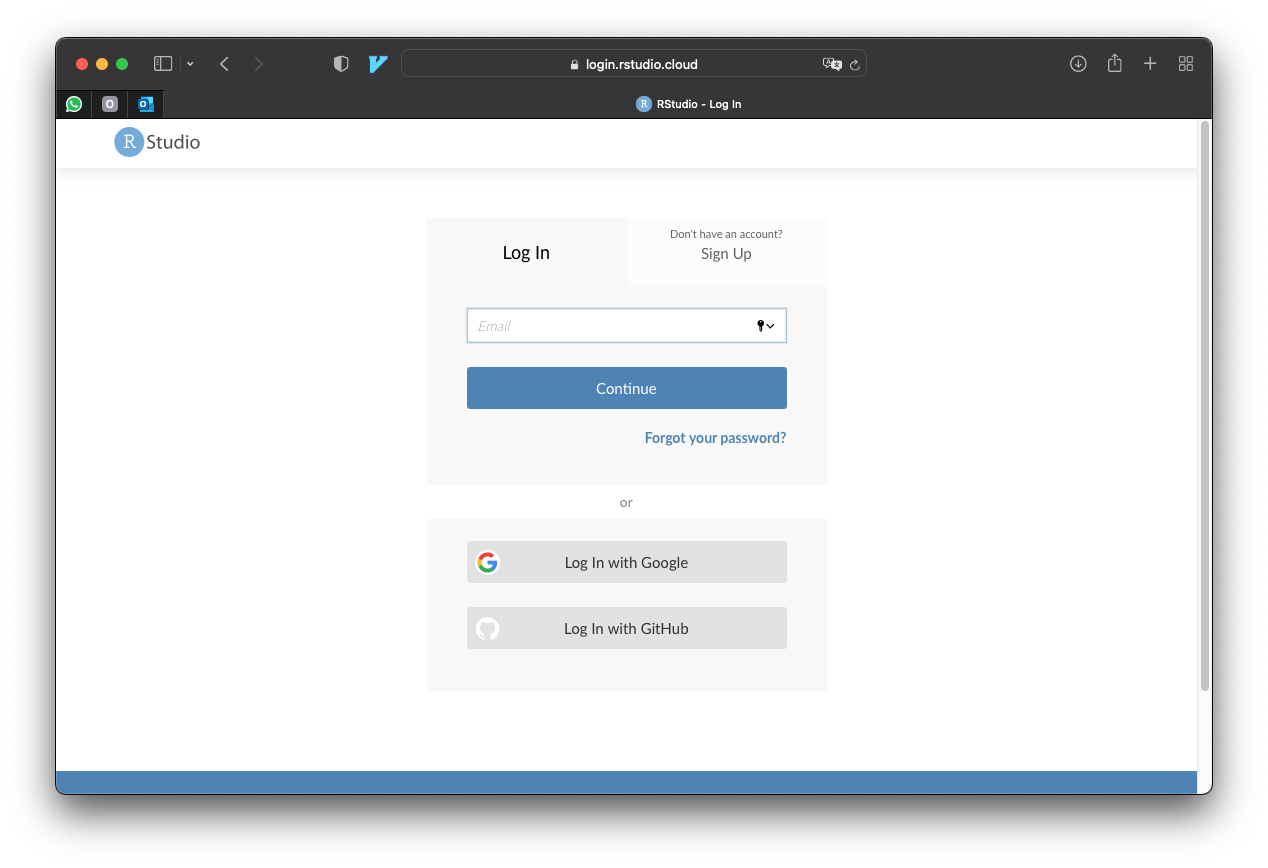 login.rstudio.cloud
O
O
R RStudio - Log In
R Studio
Log In
Don't have an account?
Sign Up
Email
Continue
Forgot your password?
or
G Log In with Google
Log In with GitHub